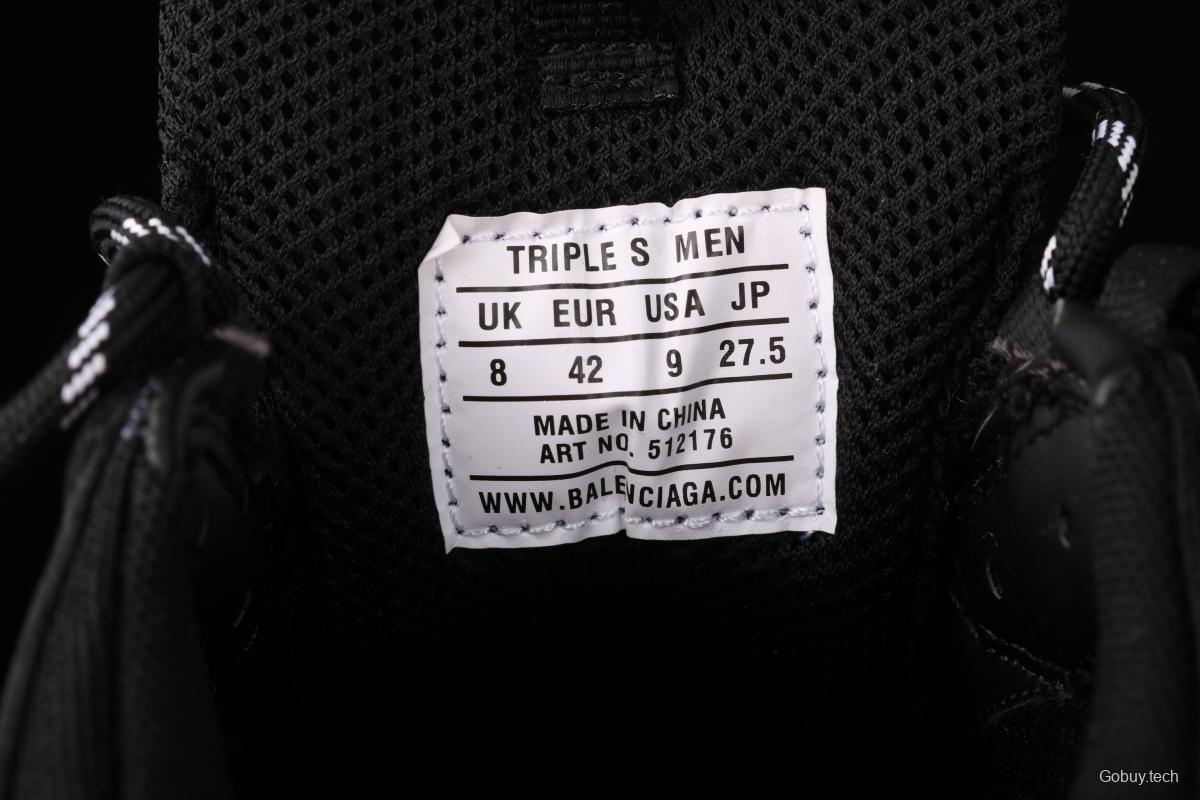 TRIPLE S MEN
UK EUR USA JP
8 42 9 27.5
MADE IN CHINA
ART NO. 512176
WWW.BALENCIAGA.COM
Gobuy.tech